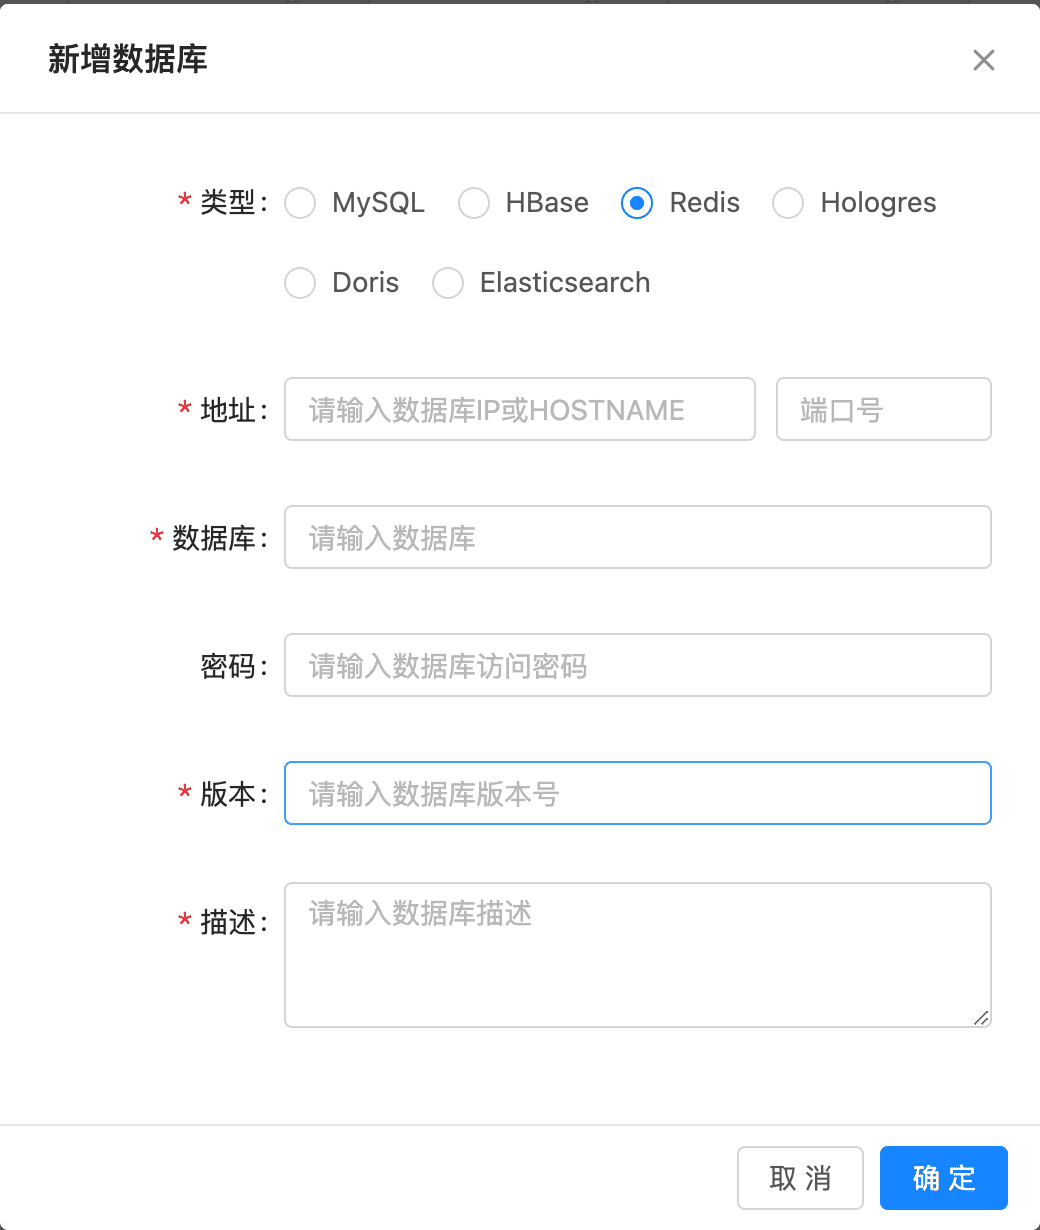 新增数据库
* 类型: MySQL HBase Redis Hologres
Doris Elasticsearch
* 地址: 请输入数据库IP或HOSTNAME 端口号
* 数据库: 请输入数据库
密码: 请输入数据库访问密码
* 版本: 请输入数据库版本号
* 描述: 请输入数据库描述
取 消 确 定